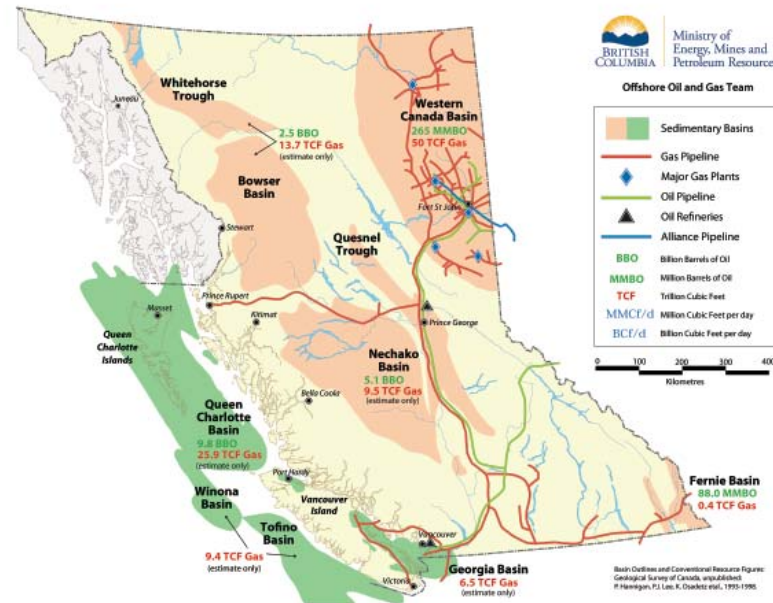 BRITISH
COLUMBIA
Ministry of
Energy, Mines and
Petroleum Resources
Offshore Oil and Gas Team
Sedimentary Basins
Gas Pipeline
Major Gas Plants
Oil Pipeline
Oil Refineries
Alliance Pipeline
BBO Billion Barrels of Oil
MMBO Million Barrels of Oil
TCF Trillion Cubic Feet
MMCf/d Million Cubic Feet per day
BCf/d Billion Cubic Feet per day
0 100 200 300 400
Kilometres
Whitehorse
Trough
Juneau
2.5 BBO
13.7 TCF Gas
(estimate only)
Western
Canada Basin
265 MMBO
50 TCF Gas
Bowser
Basin
Fort St John
Stewart
Quesnel
Trough
Prince Rupert
Masset
Kitimat
Prince George
Queen
Charlotte
Islands
Nechako
Basin
5.1 BBO
9.5 TCF Gas
(estimate only)
Bella Coola
Queen
Charlotte
Basin
9.8 BBO
25.9 TCF Gas
(estimate only)
Port Hardy
Winona
Basin
Vancouver
Island
Tofino
Basin
9.4 TCF Gas
(estimate only)
Vancouver
Victoria
Georgia Basin
6.5 TCF Gas
(estimate only)
Fernie Basin
88.0 MMBO
0.4 TCF Gas
Basin Outlines and Conventional Resource Figures:
Geological Survey of Canada, unpublished:
P. Hannigan, P.J. Lee, K. Osadetz etal., 1993-1998.